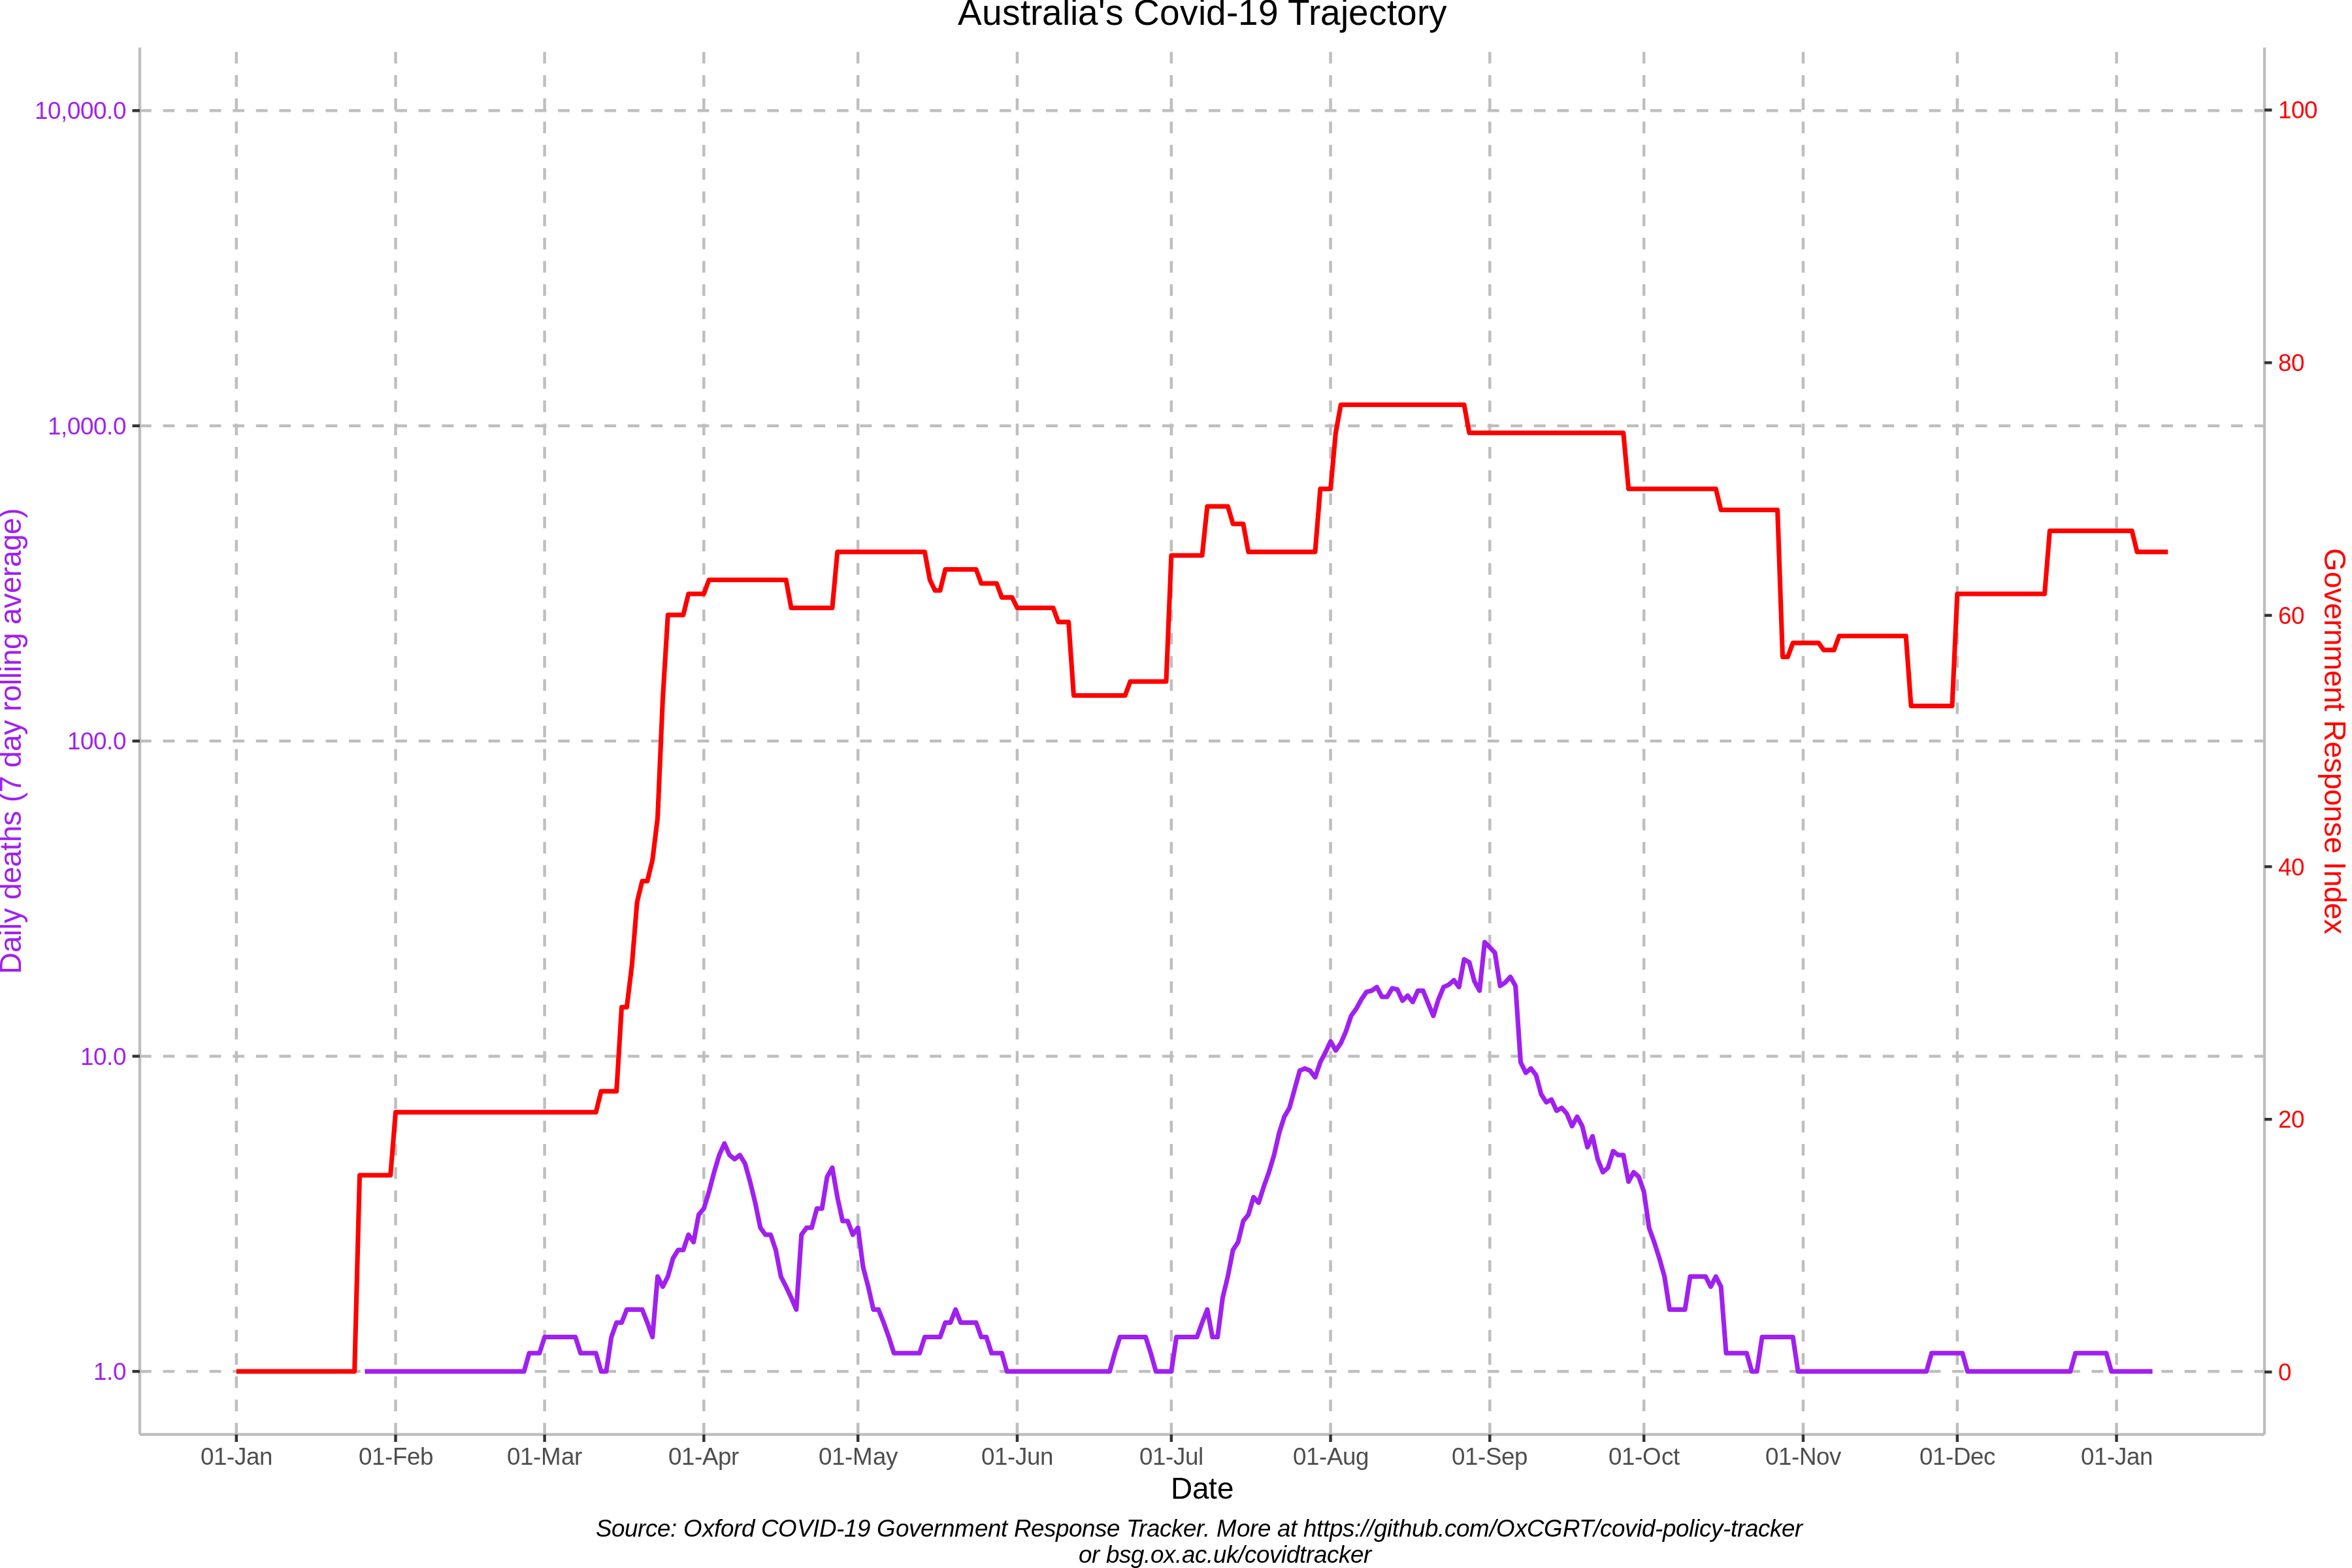 Australia's Covid-19 Trajectory
10,000.0
1,000.0
100.0
10.0
1.0
Daily deaths (7 day rolling average)
100
80
60
40
20
0
Government Response Index
01-Jan 01-Feb 01-Mar 01-Apr 01-May 01-Jun 01-Jul 01-Aug 01-Sep 01-Oct 01-Nov 01-Dec 01-Jan
Date
Source: Oxford COVID-19 Government Response Tracker. More at https://github.com/OxCGRT/covid-policy-tracker
or bsg.ox.ac.uk/covidtracker